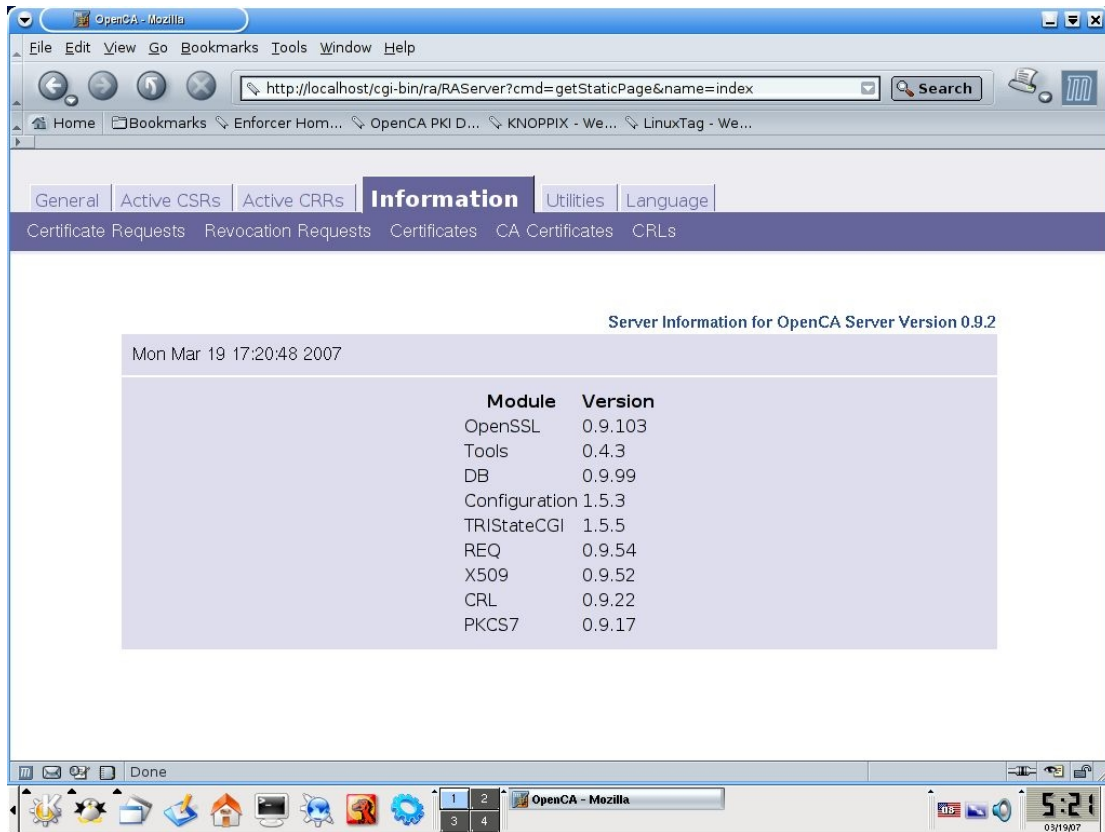 OpenCA - Mozilla
File Edit View Go Bookmarks Tools Window Help
http://localhost/cgi-bin/ra/RAServer?cmd=getStaticPage&name=index
Search
Home Bookmarks Enforcer Hom... OpenCA PKI D... KNOPPIX - We... LinuxTag - We...
General Active CSRs Active CRRs Information Utilities Language
Certificate Requests Revocation Requests Certificates CA Certificates CRLs
Server Information for OpenCA Server Version 0.9.2
Mon Mar 19 17:20:48 2007
Module Version
OpenSSL 0.9.103
Tools 0.4.3
DB 0.9.99
Configuration 1.5.3
TRIStateCGI 1.5.5
REQ 0.9.54
X509 0.9.52
CRL 0.9.22
PKCS7 0.9.17
Done
1 2
3 4
OpenCA - Mozilla
us
5:21
03/19/07